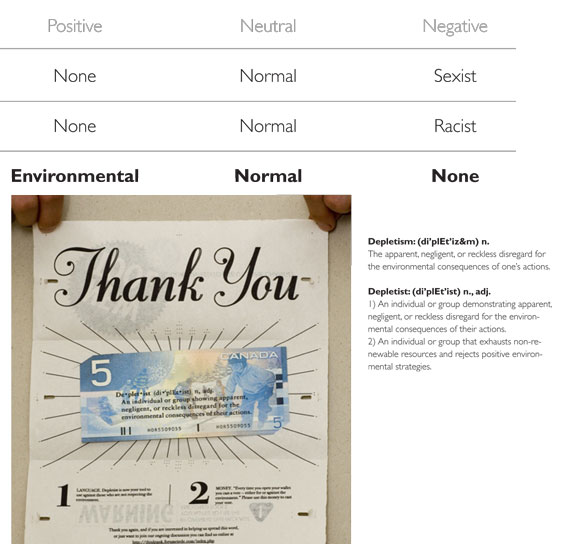 Positive Neutral Negative
None Normal Sexist
None Normal Racist
Environmental Normal None
Depletism: (di'plEt'iz&m) n.
The apparent, negligent, or reckless disregard for
the environmental consequences of one's actions.
Depletist: (di'plEt'ist) n., adj.
1) An individual or group demonstrating apparent,
negligent, or reckless disregard for the environ-
mental consequences of their actions.
2) An individual or group that exhausts non-re-
newable resources and rejects positive environ-
mental strategies.
Thank You
CANADA
5
De•plet•ist n, adj.
An individual or group showing apparent,
negligent, or reckless disregard for the
environmental consequences of their actions.
5
1
LANGUAGE. Depletist is now your tool to
use against those who are not respecting the
environment.
2
MONEY. "Every time you open your wallet
you cast a vote – either for or against the
environment." Please use this money to cast
your vote.
WARNING
Thank you again, and if you are interested in helping us spread this word,
or just want to join our ongoing discussion you can find us online at